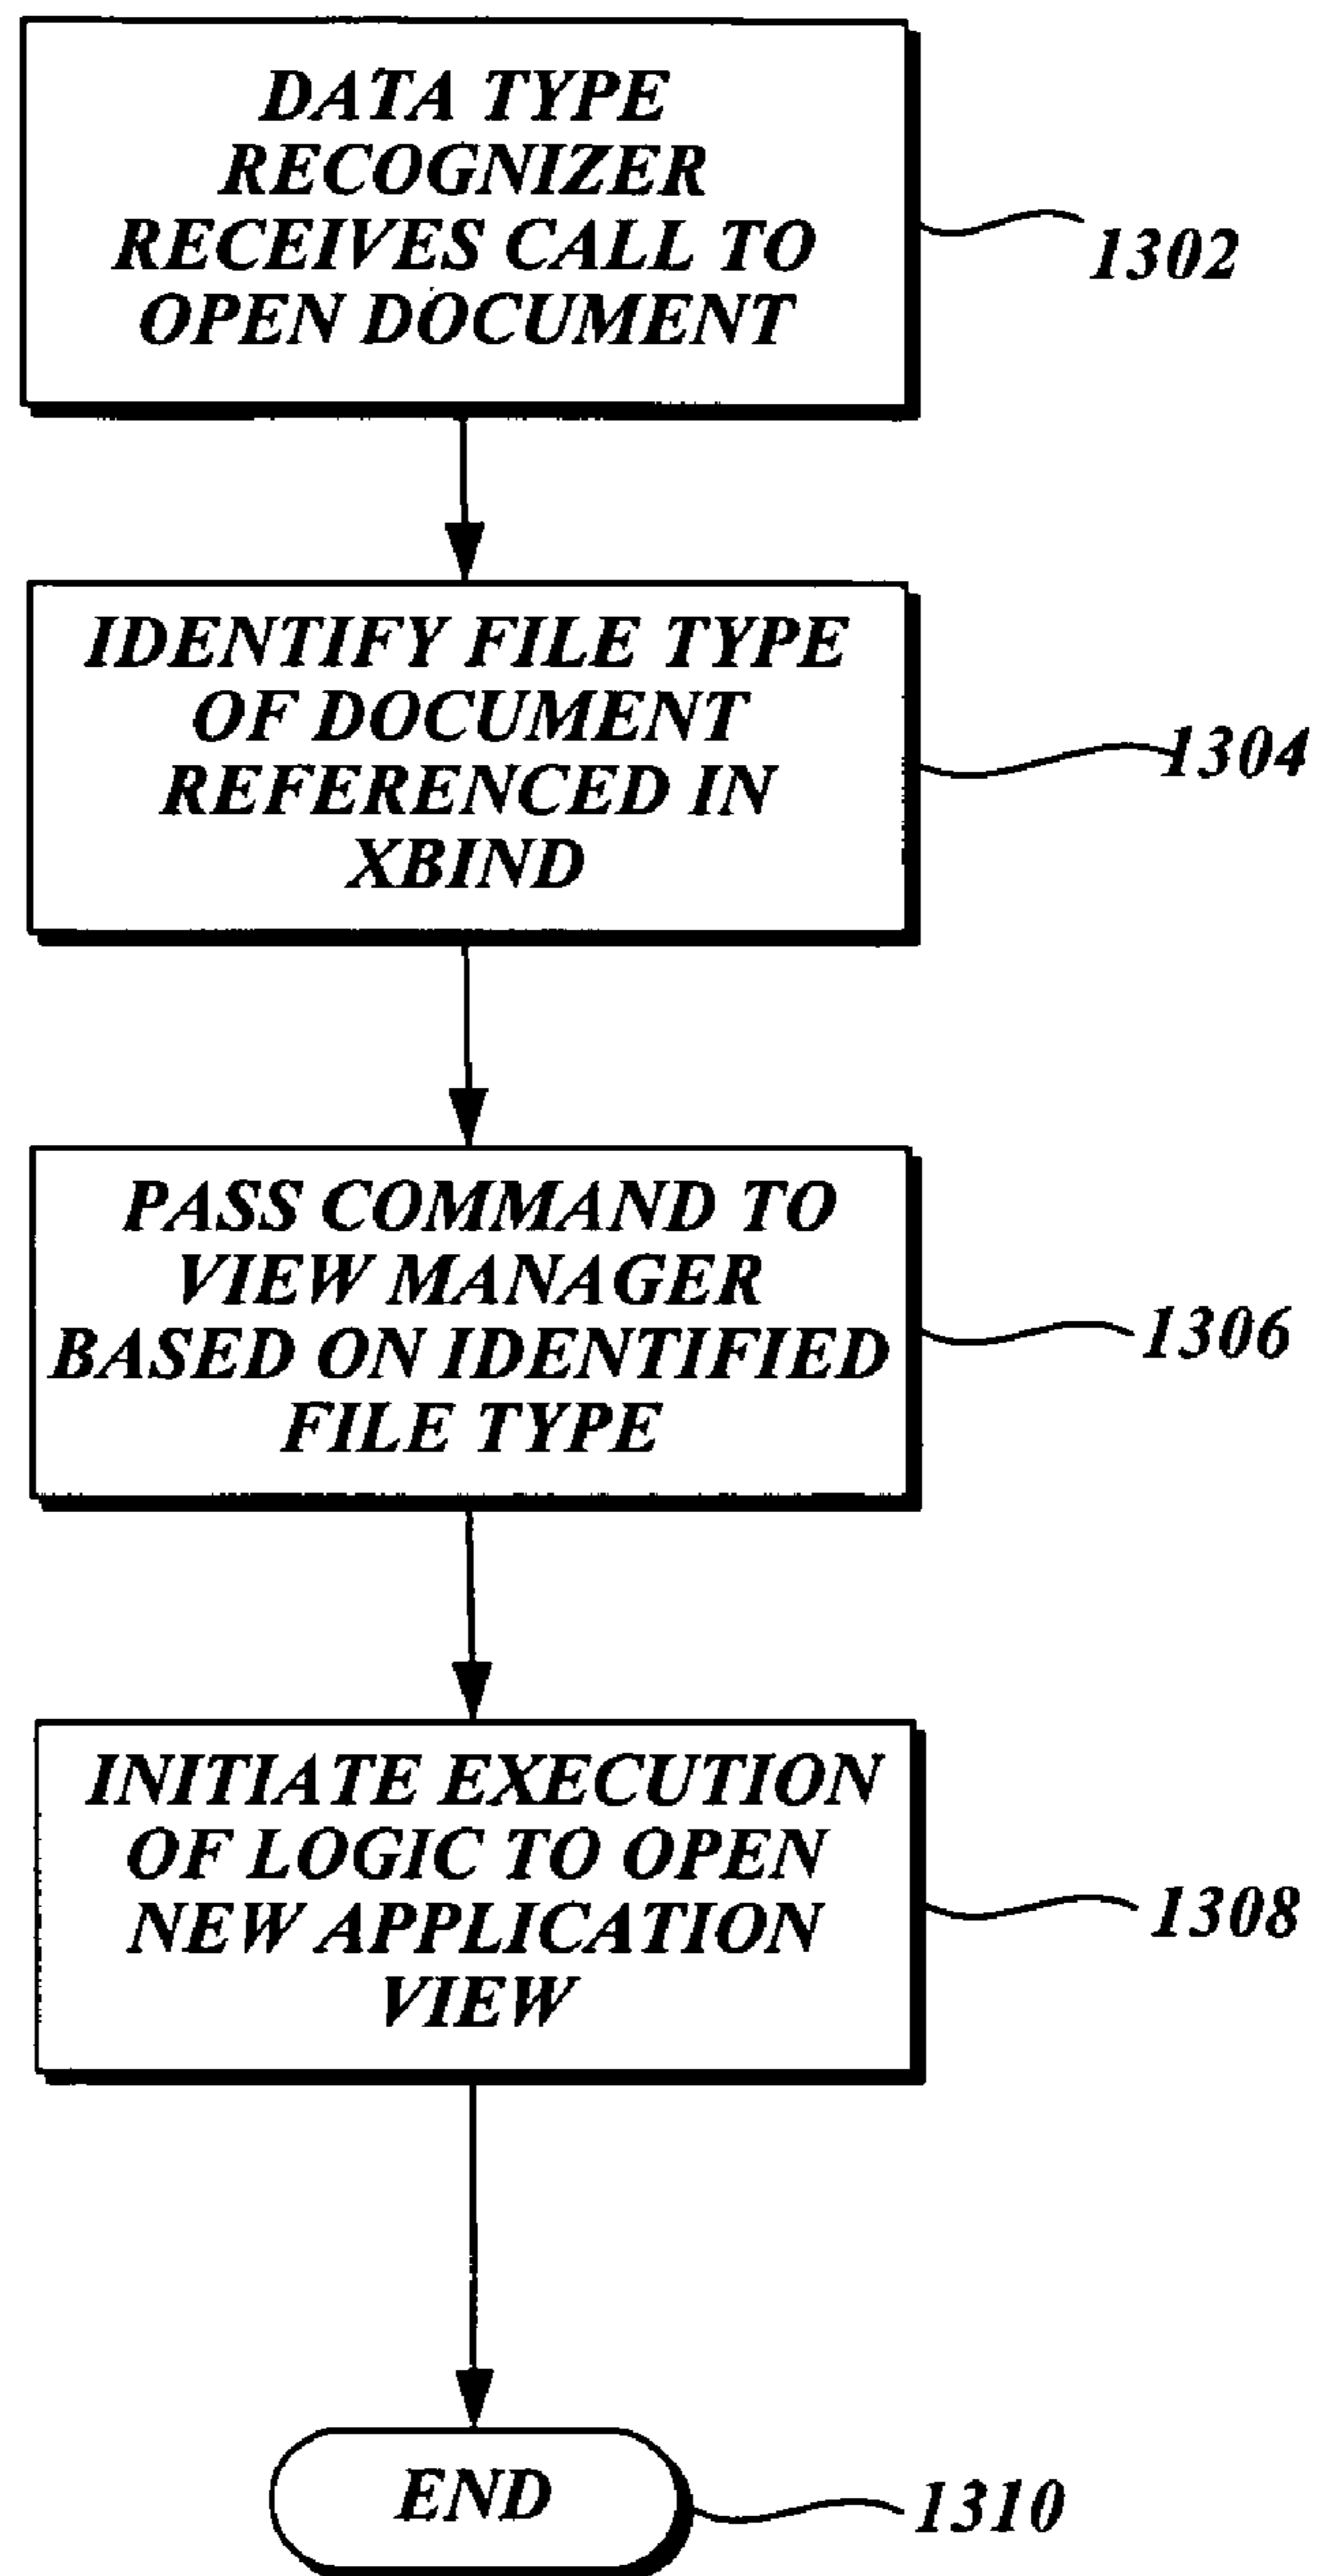 DATA TYPE
RECOGNIZER
RECEIVES CALL TO
OPEN DOCUMENT
1302
IDENTIFY FILE TYPE
OF DOCUMENT
REFERENCED IN
XBIND
1304
PASS COMMAND TO
VIEW MANAGER
BASED ON IDENTIFIED
FILE TYPE
1306
INITIATE EXECUTION
OF LOGIC TO OPEN
NEW APPLICATION
VIEW
1308
END
1310